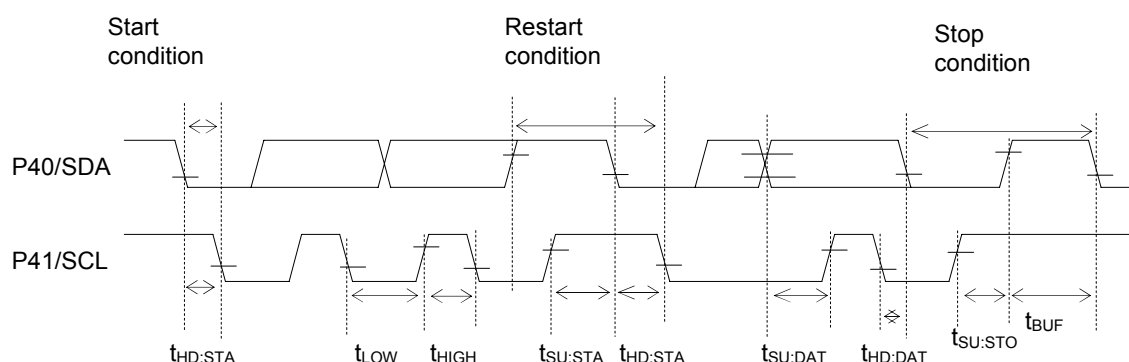 Start
condition
Restart
condition
Stop
condition
P40/SDA
P41/SCL
tHD:STA
tLOW
tHIGH
tSU:STA
tHD:STA
tSU:DAT
tHD:DAT
tSU:STO
tBUF